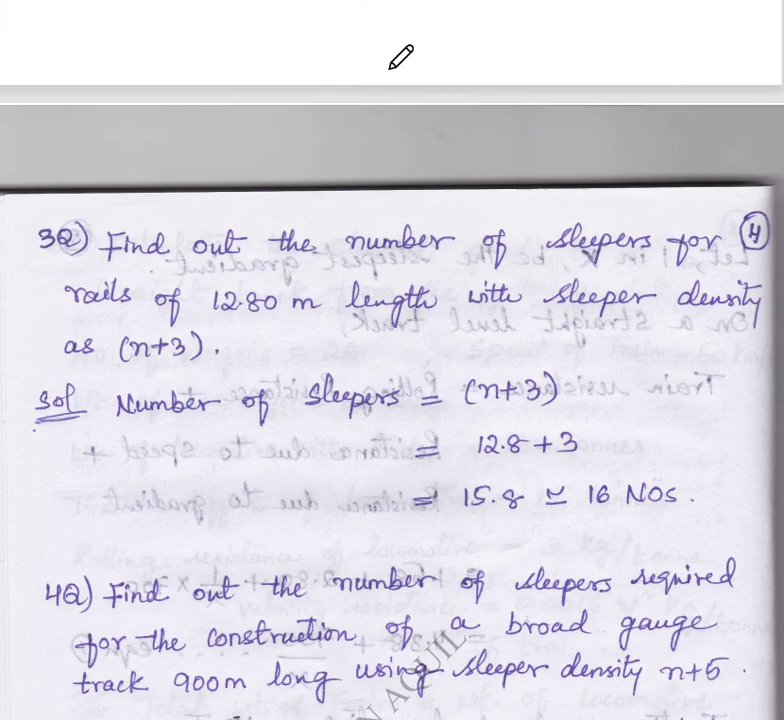 3Q) Find out the number of sleepers for 4
rails of 12.80 m length with sleeper density
as (n+3).
Sol Number of sleepers = (n+3)
= 12.8 + 3
= 15.8 ≃ 16 NOS.
4Q) Find out the number of sleepers required
for the construction of a broad gauge
track 900m long using sleeper density n+5.